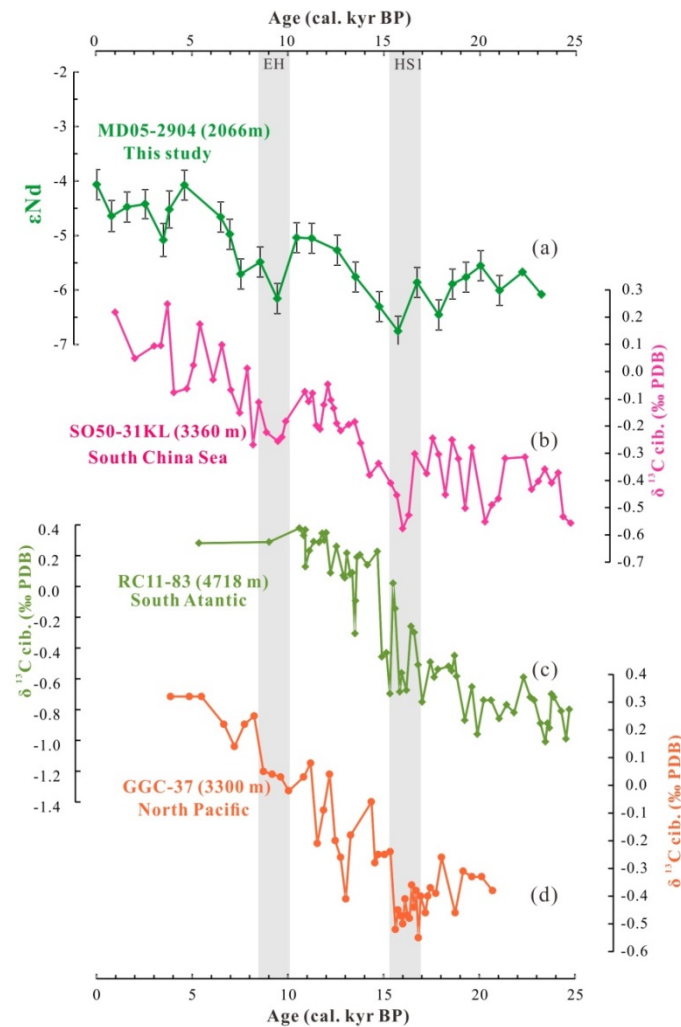 Age (cal. kyr BP)
0 5 10 15 20 25
EH HS1
-2
-3
-4
-5
-6
-7
εNd
MD05-2904 (2066m)
This study
(a)
0.3
0.2
0.1
0.0
-0.1
-0.2
-0.3
-0.4
-0.5
-0.6
-0.7
δ ¹³C cib. (‰ PDB)
SO50-31KL (3360 m)
South China Sea
(b)
0.4
0.2
0.0
-0.4
-0.6
-0.8
-1.0
-1.2
-1.4
δ ¹³C cib. (‰ PDB)
RC11-83 (4718 m)
South Atantic
(c)
0.4
0.3
0.2
0.1
0.0
-0.1
-0.2
-0.3
-0.4
-0.5
-0.6
δ ¹³C cib. (‰ PDB)
GGC-37 (3300 m)
North Pacific
(d)
0 5 10 15 20 25
Age (cal. kyr BP)